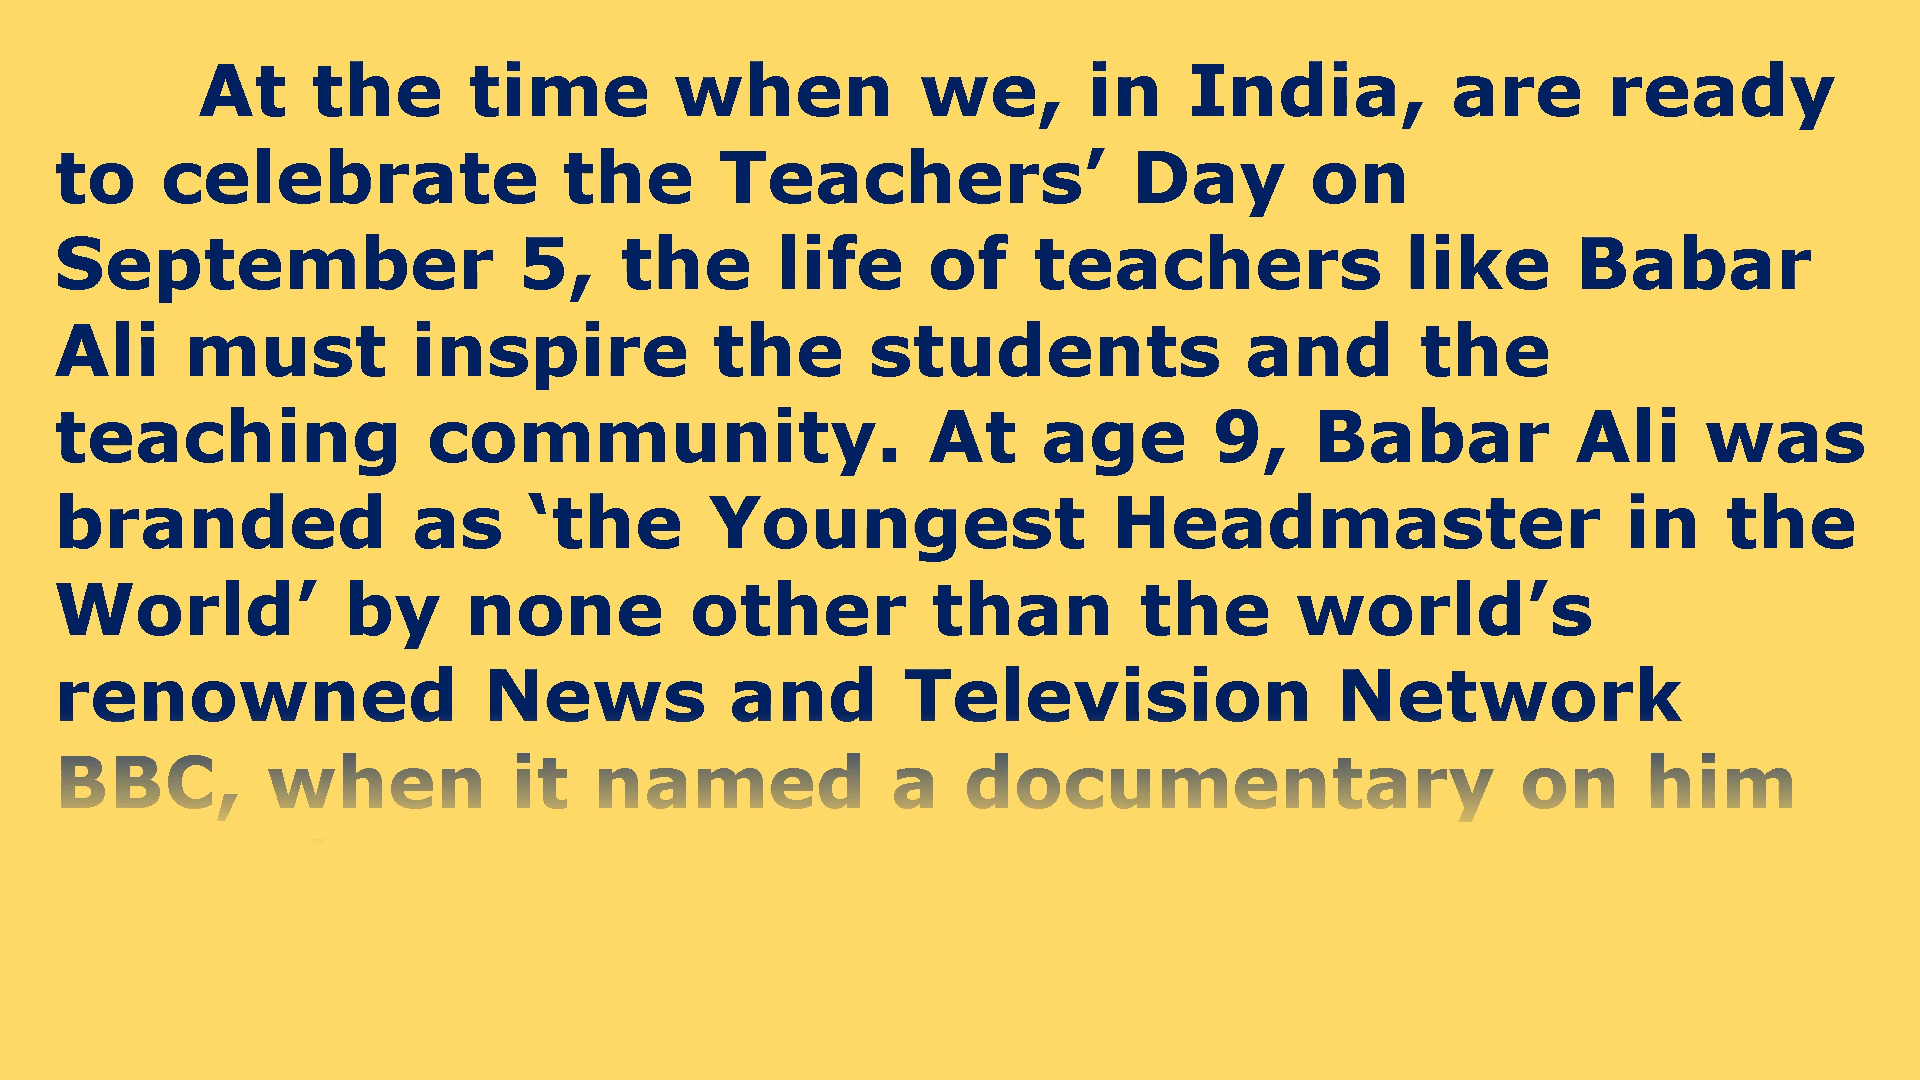 At the time when we, in India, are ready
to celebrate the Teachers’ Day on
September 5, the life of teachers like Babar
Ali must inspire the students and the
teaching community. At age 9, Babar Ali was
branded as ‘the Youngest Headmaster in the
World’ by none other than the world’s
renowned News and Television Network
BBC, when it named a documentary on him